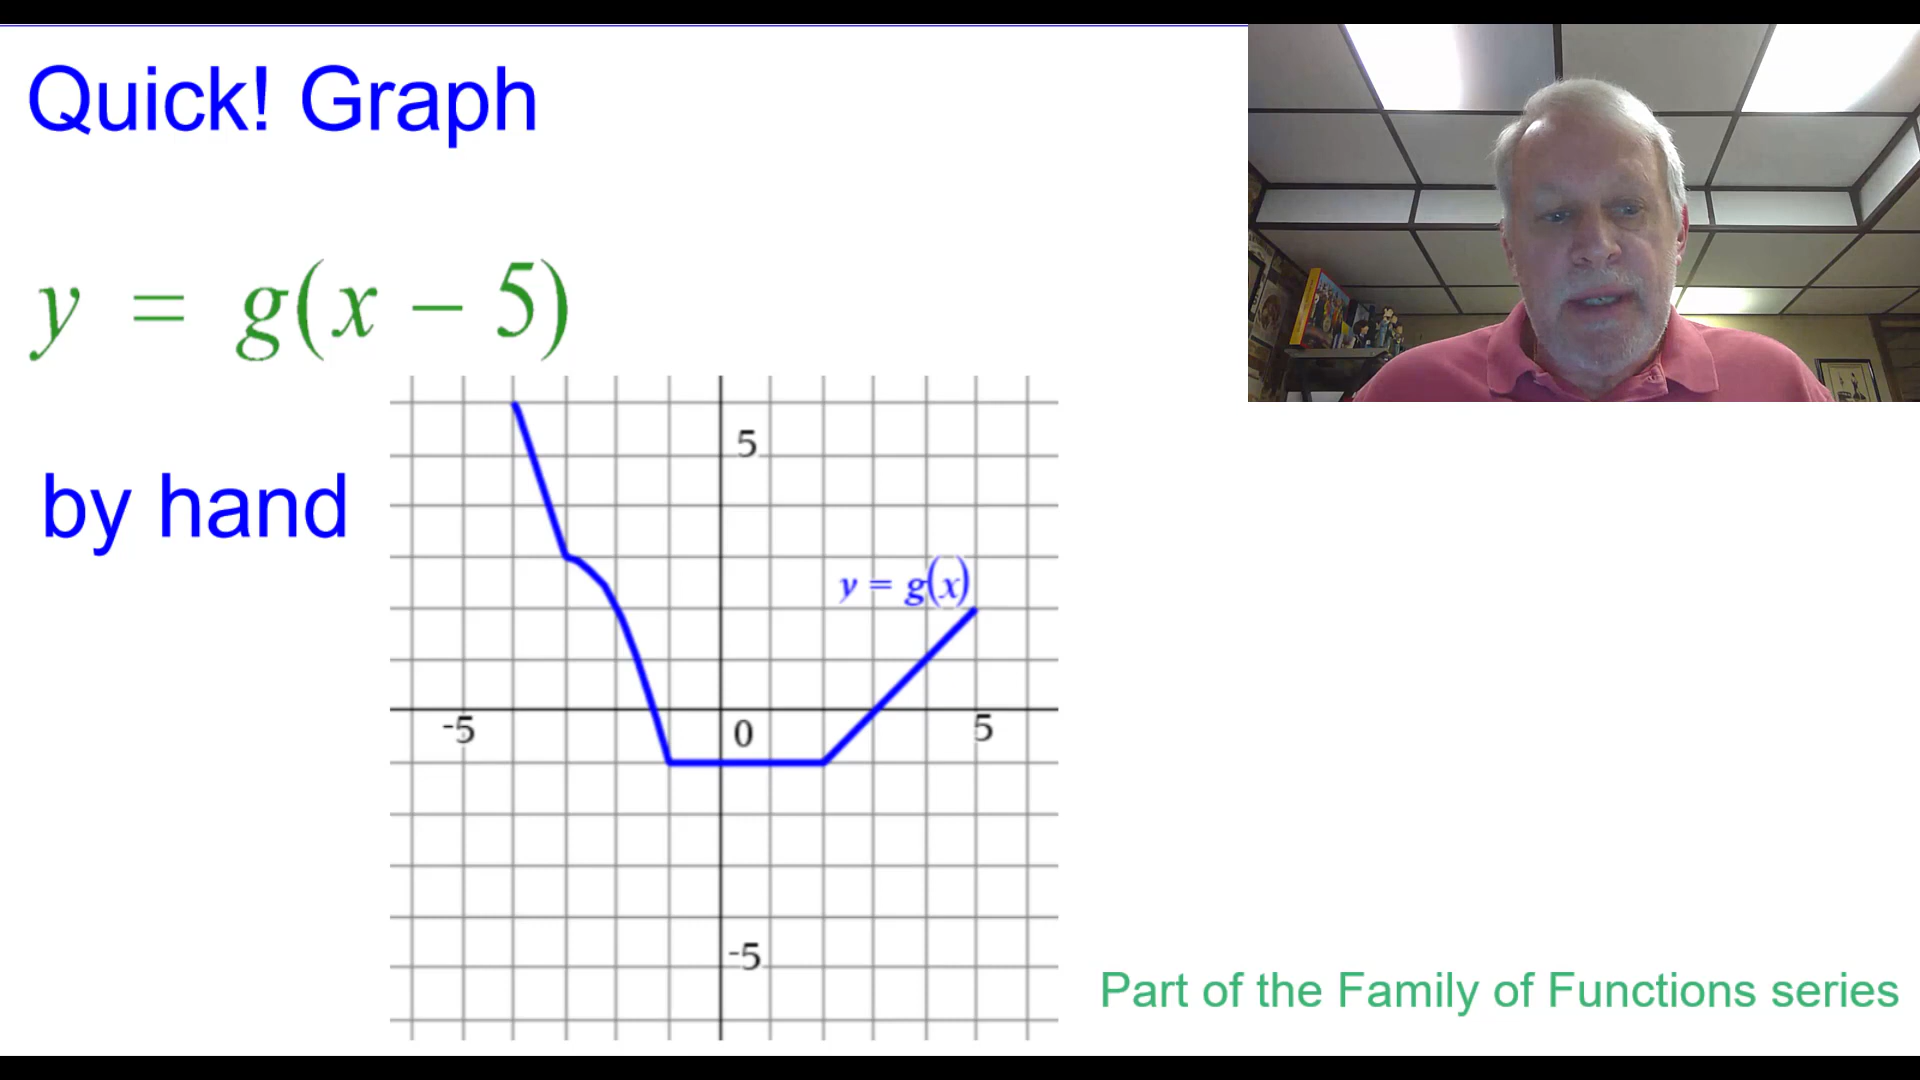 Quick! Graph
y = g(x – 5)
by hand
5
y = g(x)
-5
0
5
-5
Part of the Family of Functions series